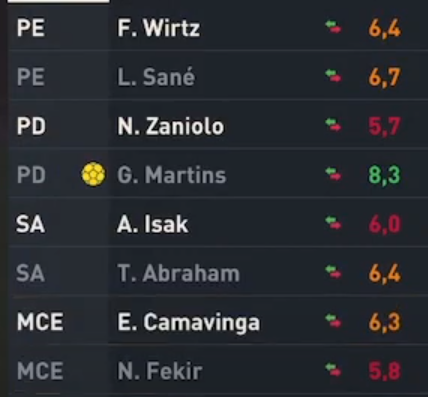 PE F. Wirtz 6,4
PE L. Sané 6,7
PD N. Zaniolo 5,7
PD G. Martins 8,3
SA A. Isak 6,0
SA T. Abraham 6,4
MCE E. Camavinga 6,3
MCE N. Fekir 5,8